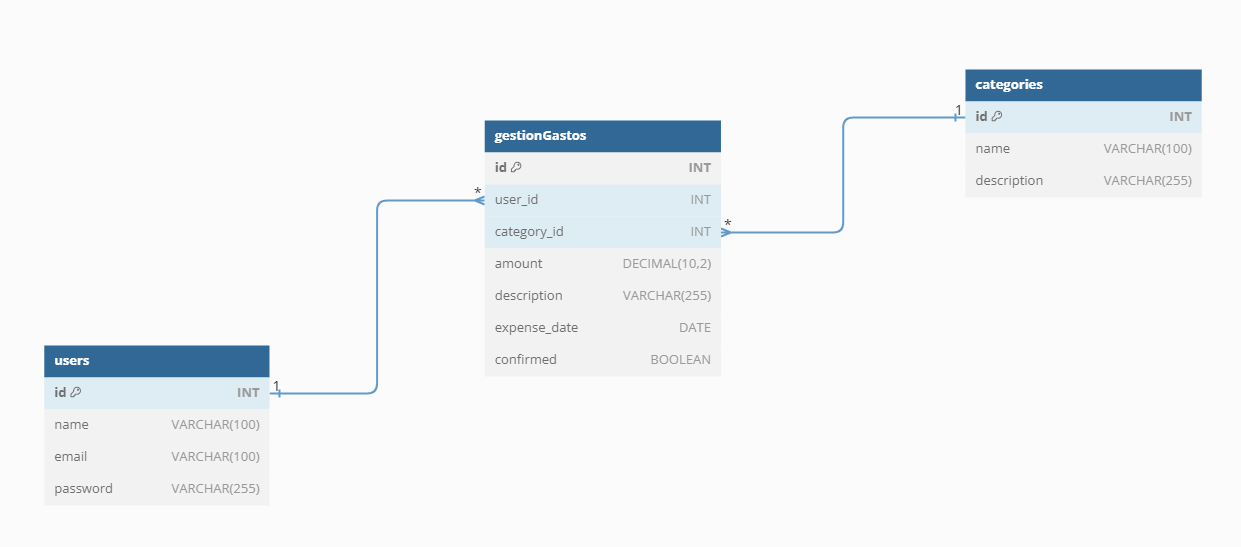 categories
1
id INT
name VARCHAR(100)
description VARCHAR(255)
gestionGastos
id INT
*
user_id INT
*
category_id INT
amount DECIMAL(10,2)
description VARCHAR(255)
expense_date DATE
confirmed BOOLEAN
users
1
id INT
name VARCHAR(100)
email VARCHAR(100)
password VARCHAR(255)